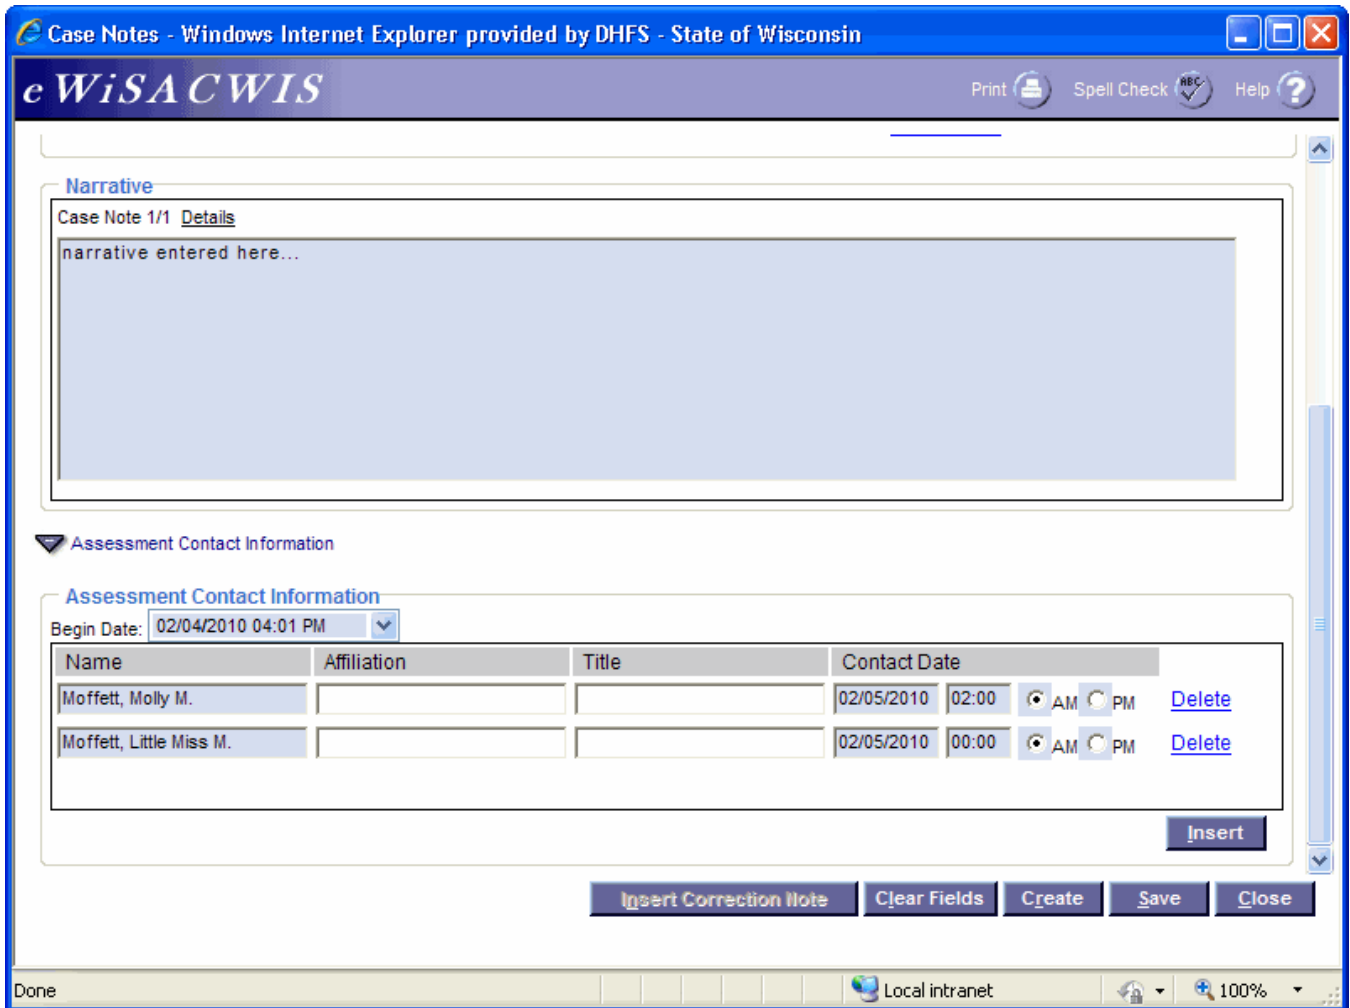 Case Notes - Windows Internet Explorer provided by DHFS - State of Wisconsin
e WiSACWIS Print Spell Check ABC Help ?
Narrative
Case Note 1/1 Details
narrative entered here...
Assessment Contact Information
Assessment Contact Information
Begin Date: 02/04/2010 04:01 PM
Name Affiliation Title Contact Date
Moffett, Molly M. 02/05/2010 02:00 AM PM Delete
Moffett, Little Miss M. 02/05/2010 00:00 AM PM Delete
Insert
Insert Correction Note Clear Fields Create Save Close
Done Local intranet 100%